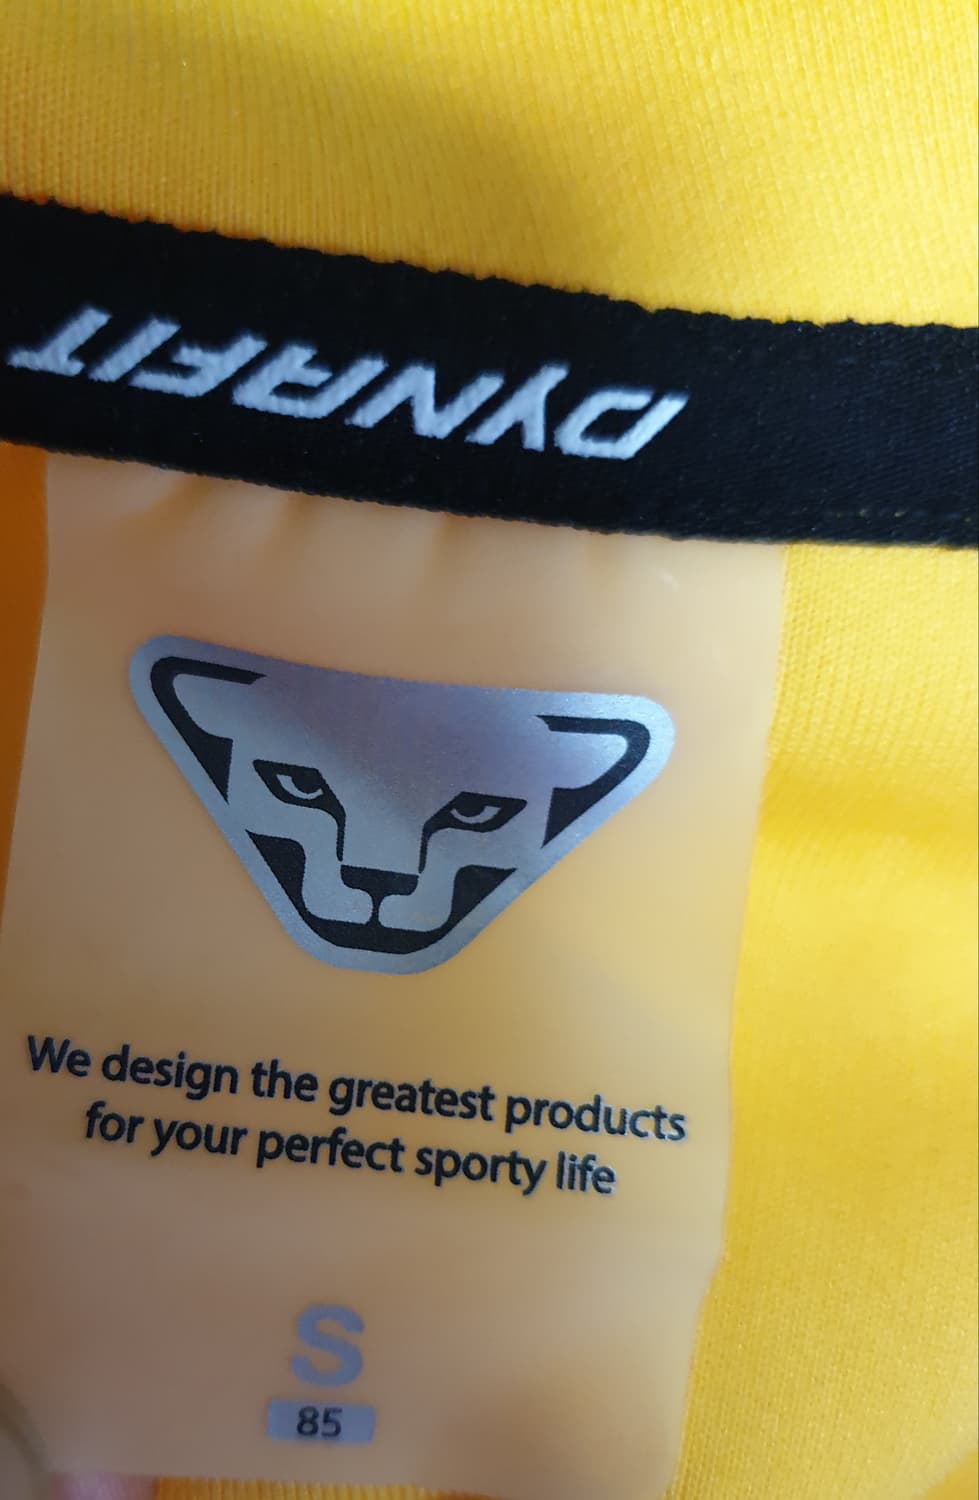 DYNAFIT
We design the greatest products
for your perfect sporty life
S
85